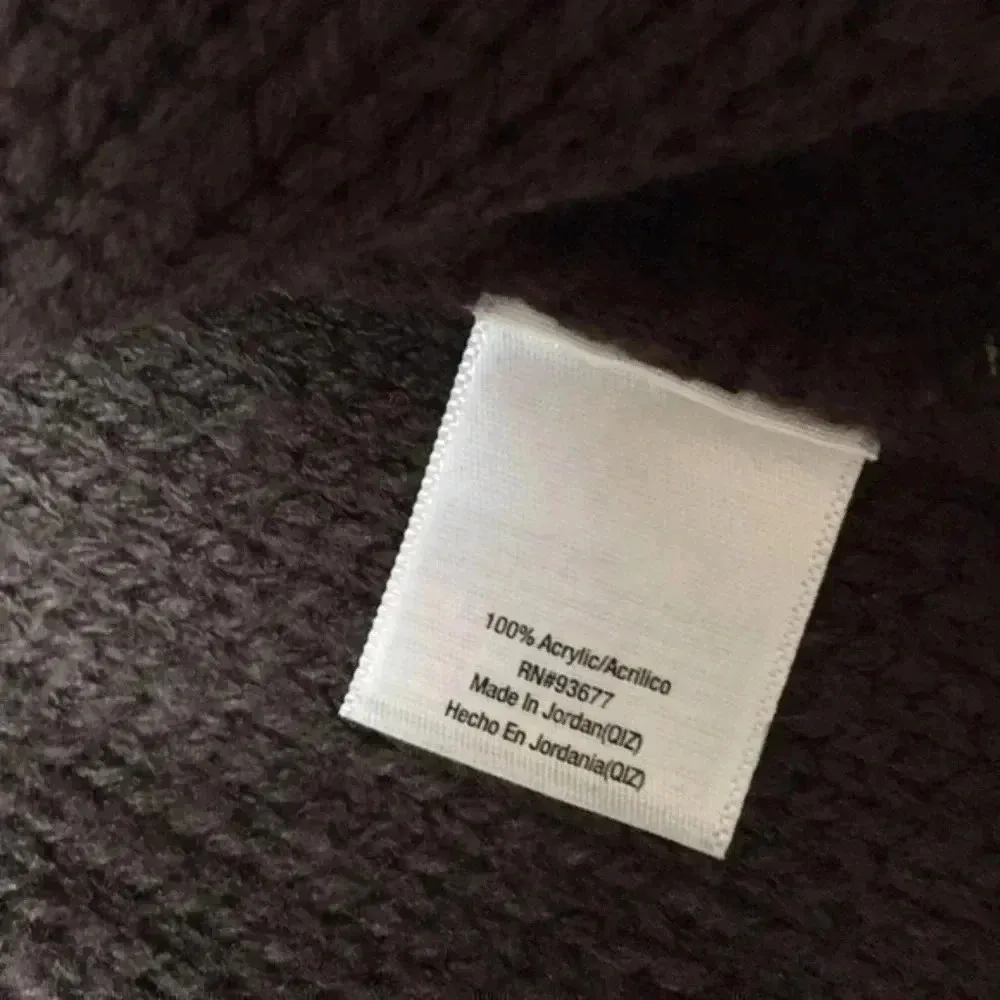 100% Acrylic/Acrilico
RN#93677
Made In Jordan(QIZ)
Hecho En Jordania(QIZ)